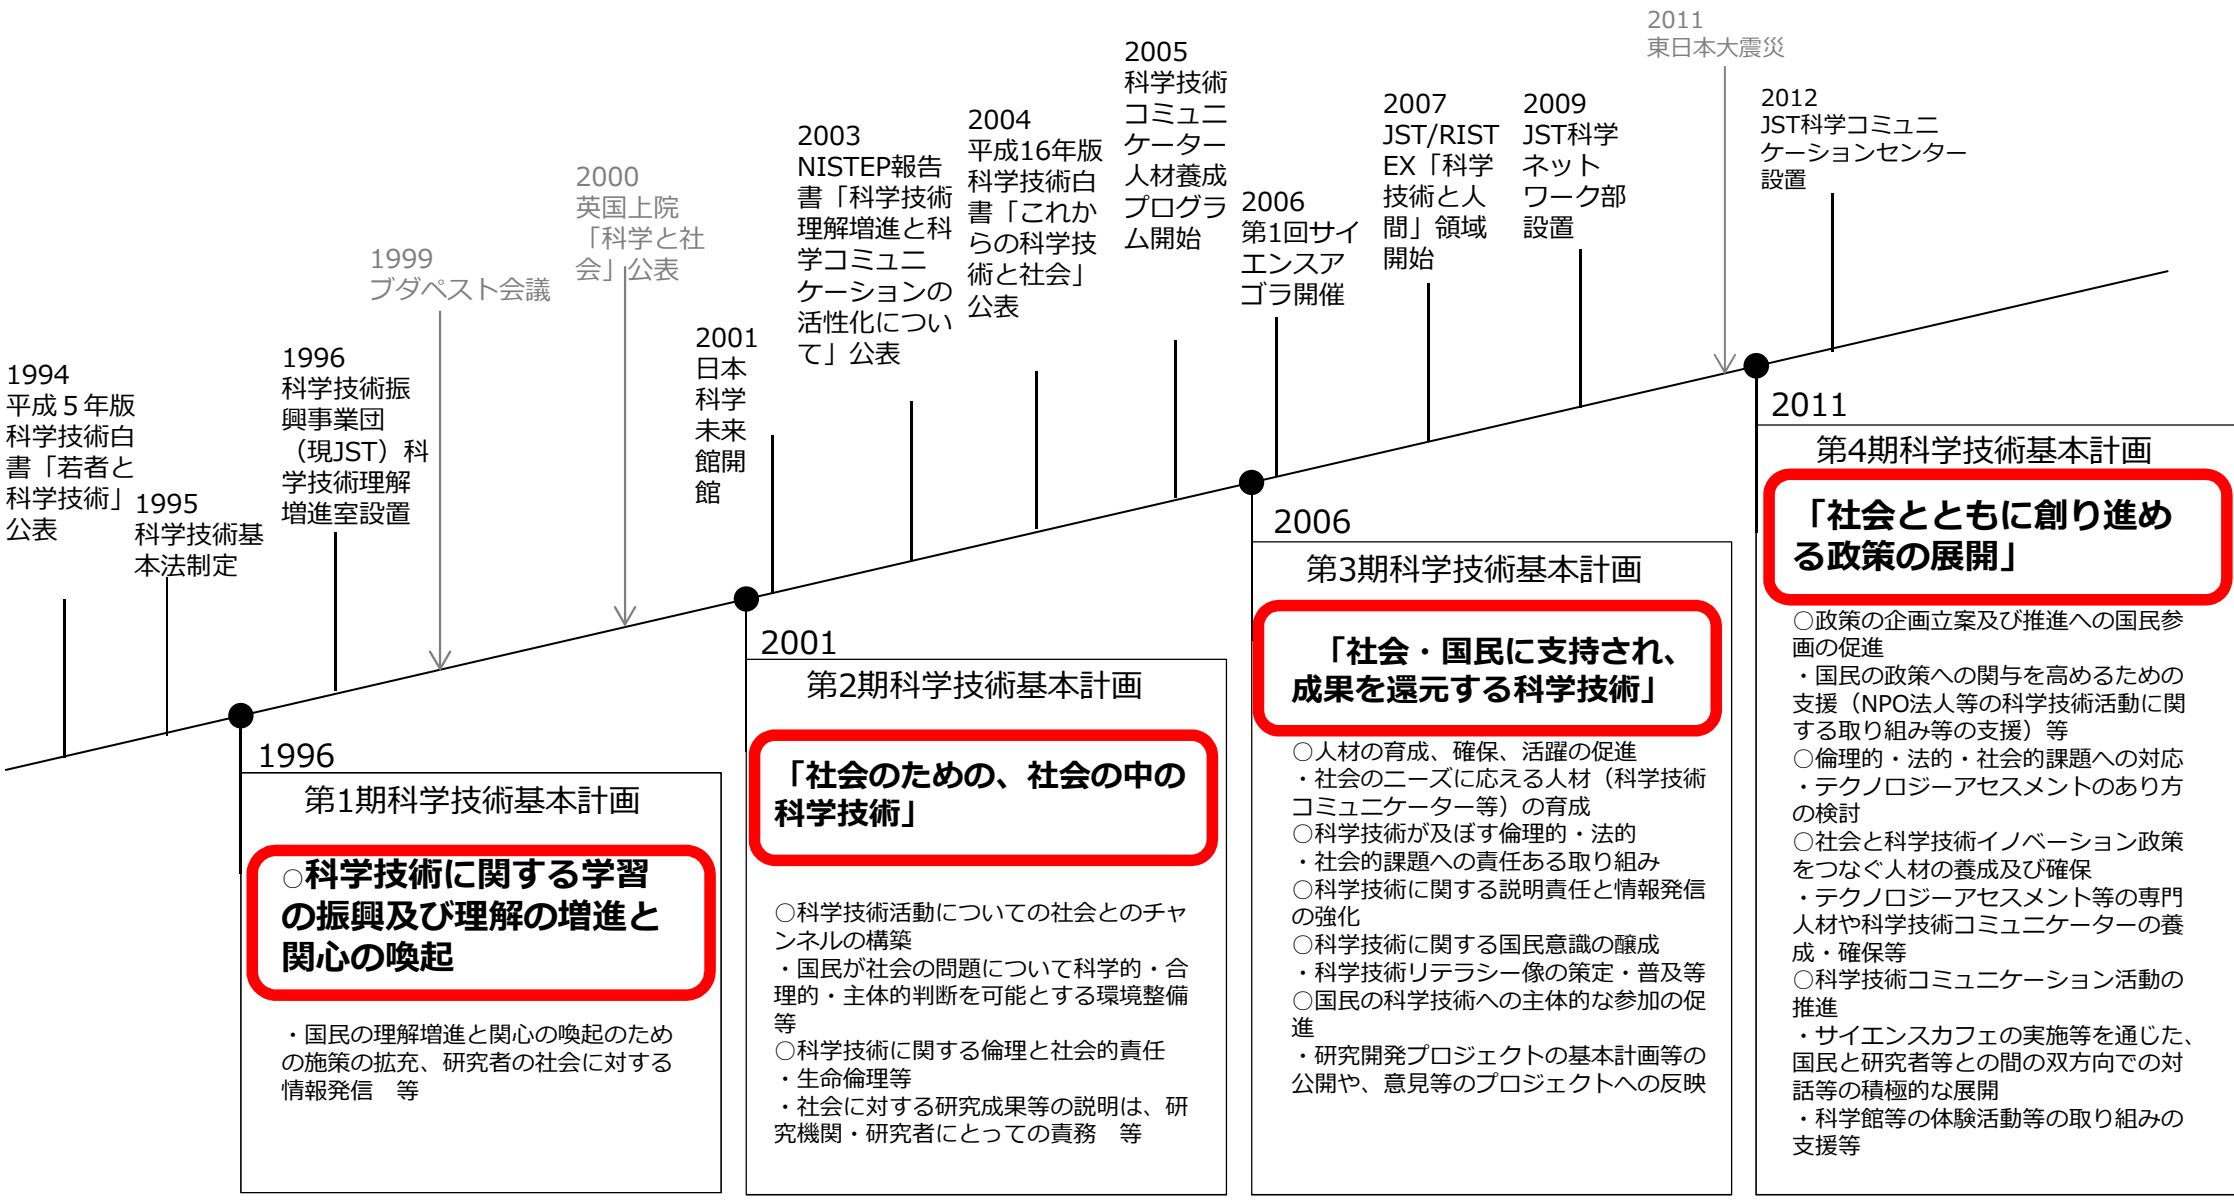 1994
平成５年版
科学技術白
書「若者と
科学技術」
公表
1995
科学技術基
本法制定
1996
科学技術振
興事業団
（現JST）科
学技術理解
増進室設置
1999
ブダペスト会議
2000
英国上院
「科学と社
会」公表
2001
日本
科学
未来
館開
館
2003
NISTEP報告
書「科学技術
理解増進と科
学コミュニ
ケーションの
活性化につい
て」公表
2004
平成16年版
科学技術白
書「これか
らの科学技
術と社会」
公表
2005
科学技術
コミュニ
ケーター
人材養成
プログラ
ム開始
2006
第1回サイ
エンスア
ゴラ開催
2007
JST/RIST
EX「科学
技術と人
間」領域
開始
2009
JST科学
ネット
ワーク部
設置
2011
東日本大震災
2012
JST科学コミュニ
ケーションセンター
設置
1996
第1期科学技術基本計画
○科学技術に関する学習
の振興及び理解の増進と
関心の喚起
・国民の理解増進と関心の喚起のため
の施策の拡充、研究者の社会に対する
情報発信　等
2001
第2期科学技術基本計画
「社会のための、社会の中の
科学技術」
○科学技術活動についての社会とのチャ
ンネルの構築
・国民が社会の問題について科学的・合
理的・主体的判断を可能とする環境整備
等
○科学技術に関する倫理と社会的責任
・生命倫理等
・社会に対する研究成果等の説明は、研
究機関・研究者にとっての責務　等
2006
第3期科学技術基本計画
「社会・国民に支持され、
成果を還元する科学技術」
○人材の育成、確保、活躍の促進
・社会のニーズに応える人材（科学技術
コミュニケーター等）の育成
○科学技術が及ぼす倫理的・法的
・社会的課題への責任ある取り組み
○科学技術に関する説明責任と情報発信
の強化
○科学技術に関する国民意識の醸成
・科学技術リテラシー像の策定・普及等
○国民の科学技術への主体的な参加の促
進
・研究開発プロジェクトの基本計画等の
公開や、意見等のプロジェクトへの反映
2011
第4期科学技術基本計画
「社会とともに創り進め
る政策の展開」
○政策の企画立案及び推進への国民参
画の促進
・国民の政策への関与を高めるための
支援（NPO法人等の科学技術活動に関
する取り組み等の支援）等
○倫理的・法的・社会的課題への対応
・テクノロジーアセスメントのあり方
の検討
○社会と科学技術イノベーション政策
をつなぐ人材の養成及び確保
・テクノロジーアセスメント等の専門
人材や科学技術コミュニケーターの養
成・確保等
○科学技術コミュニケーション活動の
推進
・サイエンスカフェの実施等を通じた、
国民と研究者等との間の双方向での対
話等の積極的な展開
・科学館等の体験活動等の取り組みの
支援等